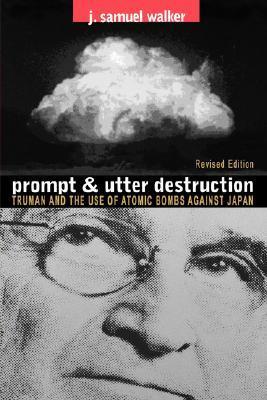 j. samuel walker
Revised Edition
prompt & utter destruction
TRUMAN AND THE USE OF ATOMIC BOMBS AGAINST JAPAN